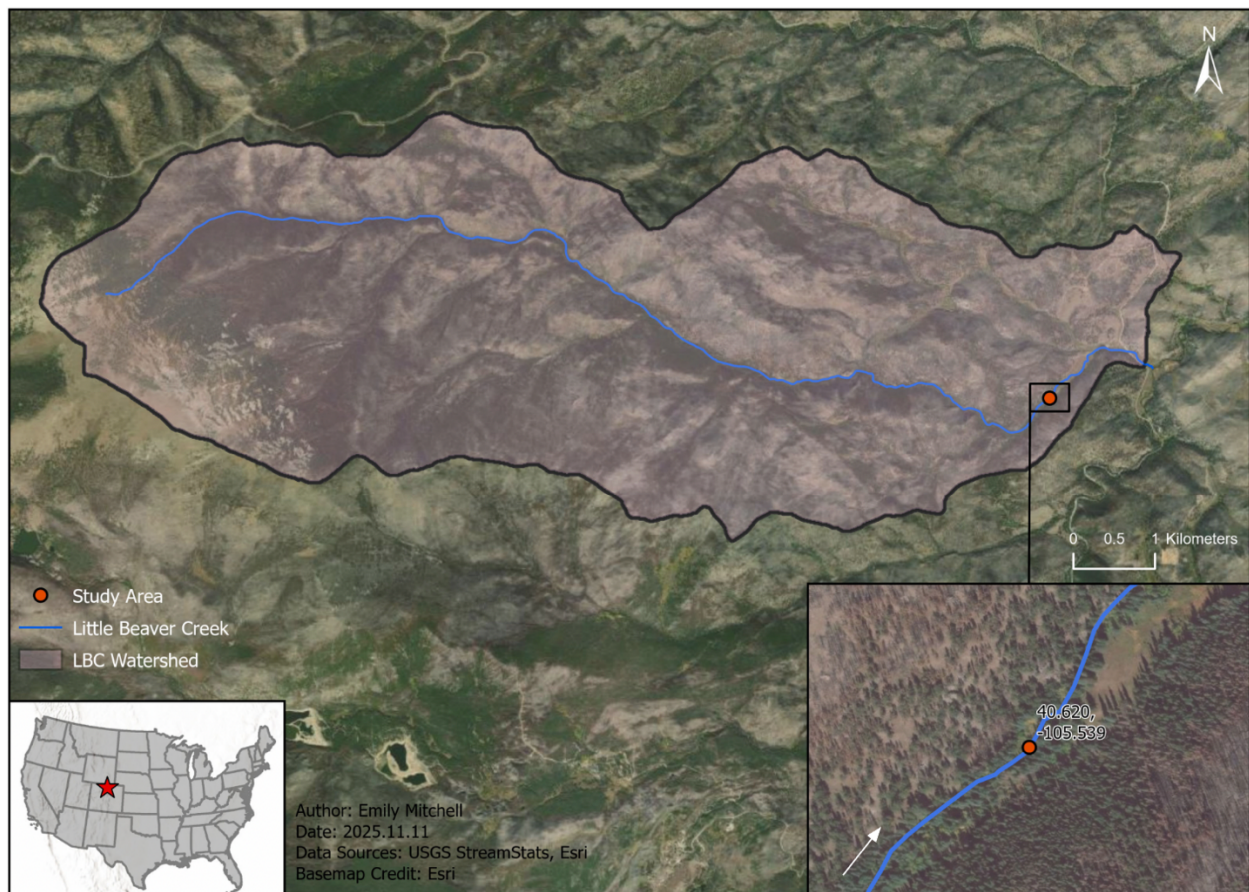 N
0 0.5 1 Kilometers
Study Area
Little Beaver Creek
LBC Watershed
40.620,
-105.539
Author: Emily Mitchell
Date: 2025.11.11
Data Sources: USGS StreamStats, Esri
Basemap Credit: Esri